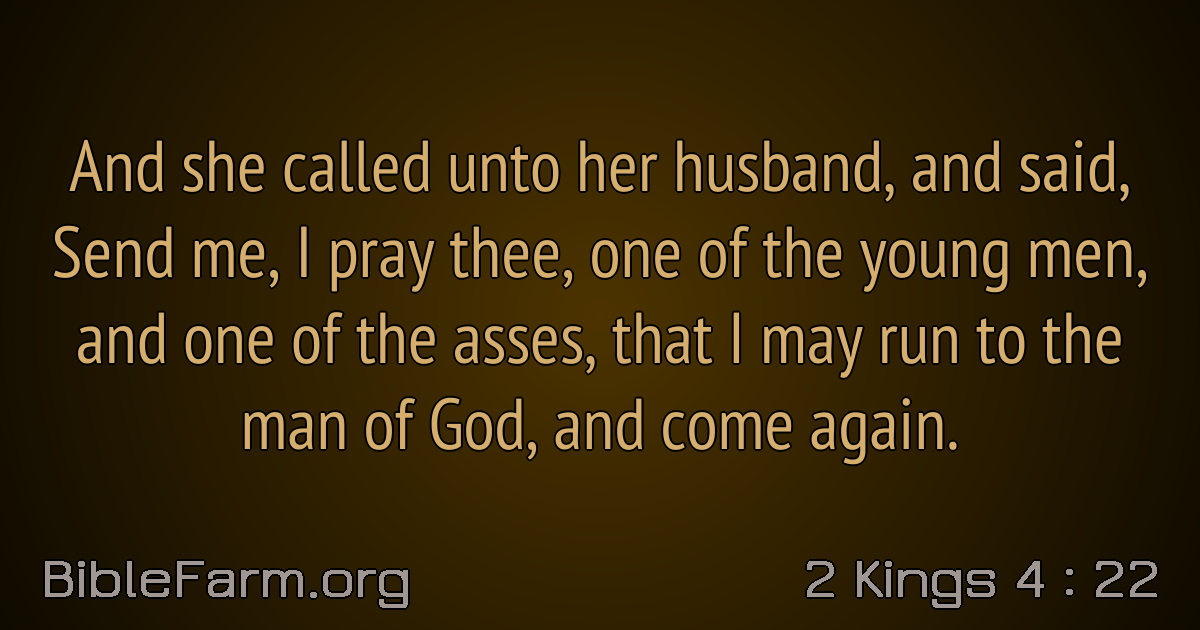 And she called unto her husband, and said,
Send me, I pray thee, one of the young men,
and one of the asses, that I may run to the
man of God, and come again.
BibleFarm.org
2 Kings 4 : 22